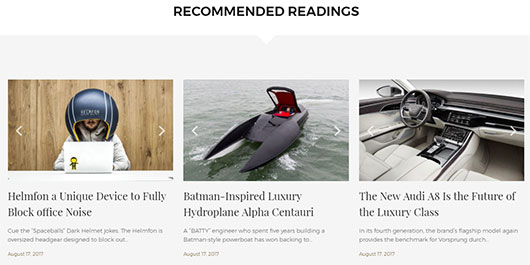 RECOMMENDED READINGS
Helmfon a Unique Device to Fully
Block office Noise
Cue the "Spaceballs" Dark Helmet jokes. The Helmfon is
oversized headgear designed to block out...
August 17, 2017
Batman-Inspired Luxury
Hydroplane Alpha Centauri
A "BATTY" engineer who spent five years building a
Batman-style powerboat has won backing to...
August 17, 2017
The New Audi A8 Is the Future of
the Luxury Class
In its fourth generation, the brand's flagship model again
provides the benchmark for Vorsprung durch...
August 17, 2017